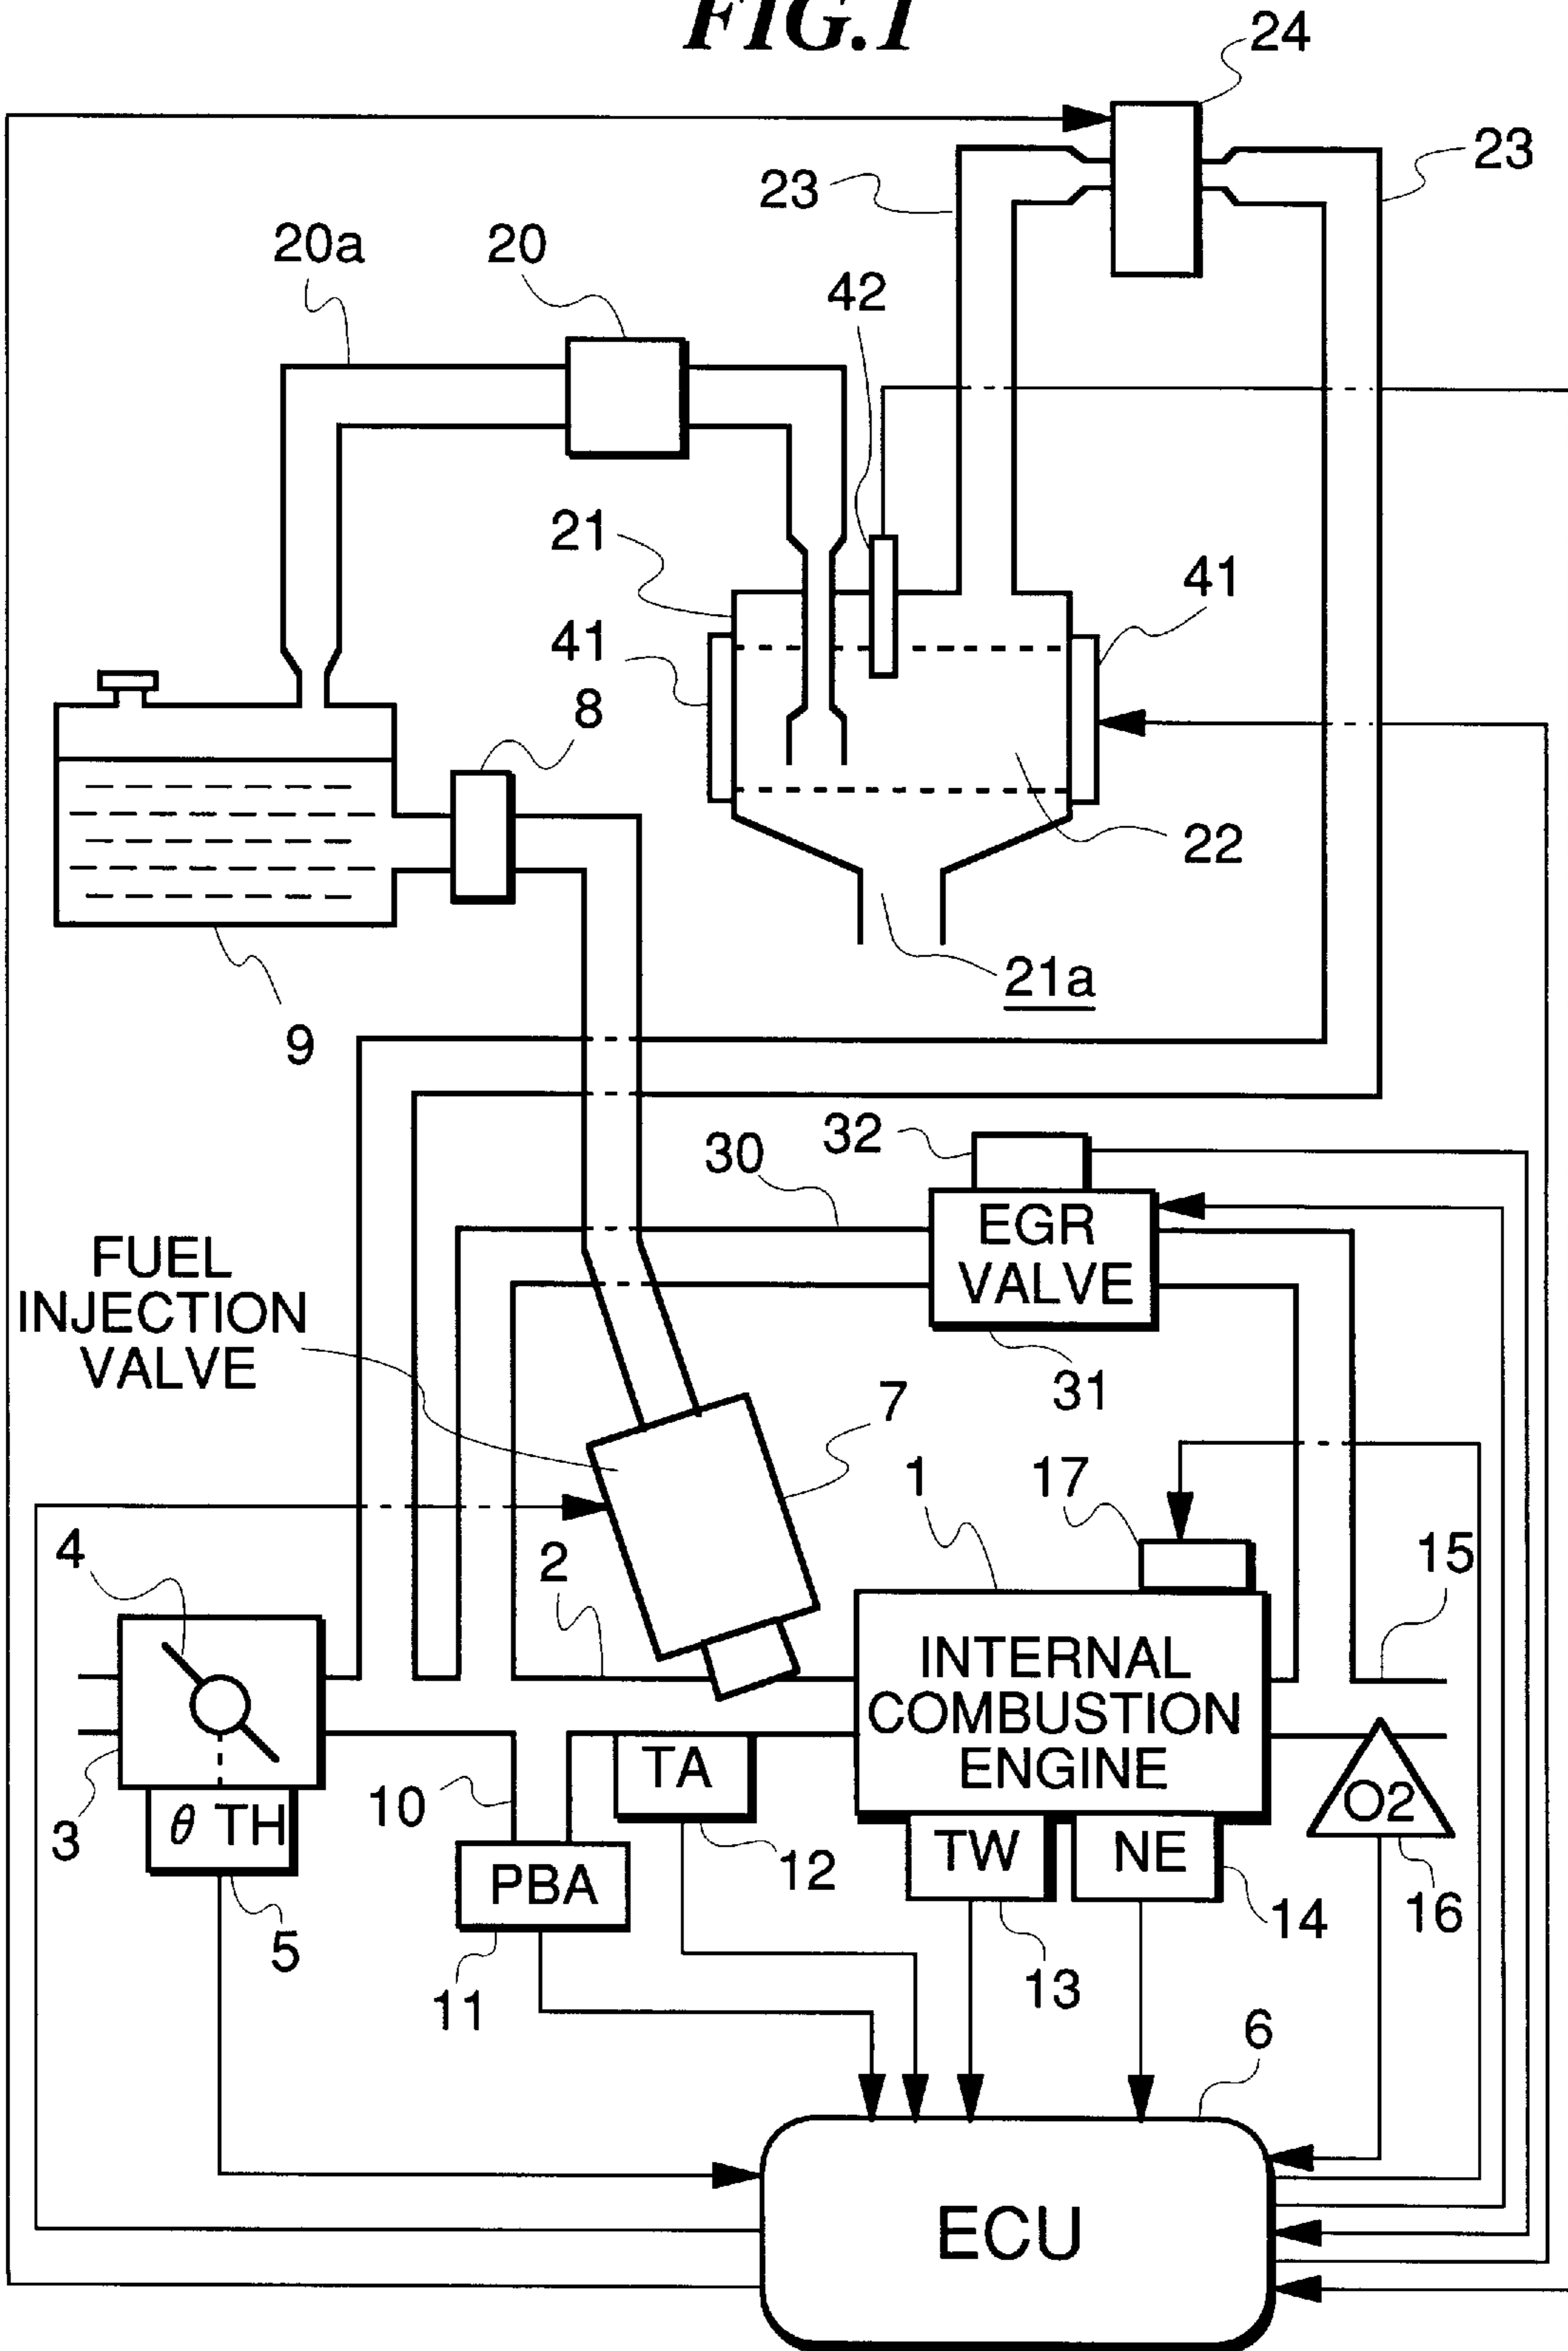 FIG.1
24
23
23
20a
20
42
21
41
41
8
22
21a
9
32
30
EGR
VALVE
FUEL
INJECTION
VALVE
31
7
1
17
4
2
15
INTERNAL
COMBUSTION
ENGINE
TA
O2
10
θ TH
3
12
TW
NE
PBA
16
14
5
13
11
6
ECU